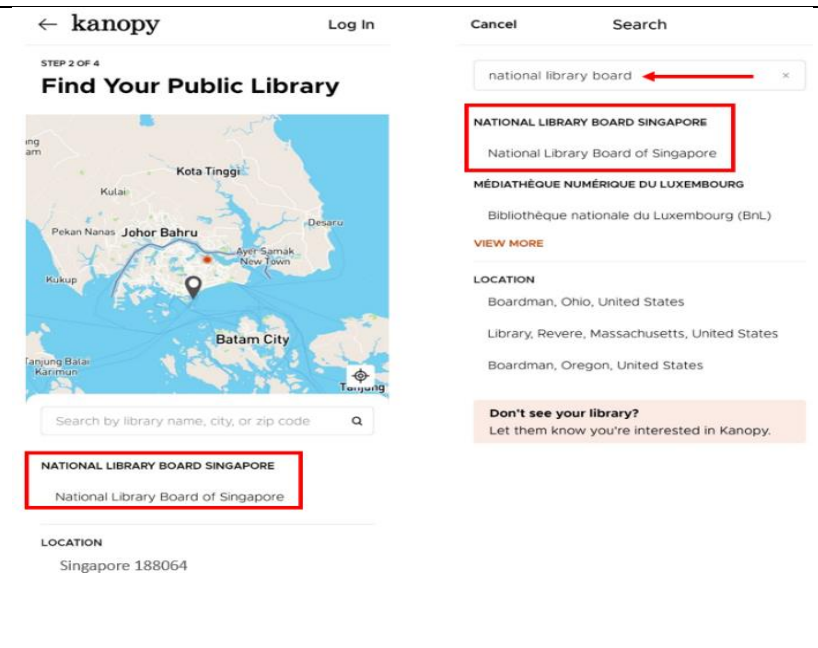 ← kanopy
Log In
STEP 2 OF 4
Find Your Public Library
Kota Tinggi
Kulai
Desaru
Pekan Nanas
Johor Bahru
Ayer Samak
New Town
Kukup
Batam City
Tanjung Balai
Karimun
Tanjung
Search by library name, city, or zip code
NATIONAL LIBRARY BOARD SINGAPORE
National Library Board of Singapore
LOCATION
Singapore 188064
Cancel
Search
national library board
×
NATIONAL LIBRARY BOARD SINGAPORE
National Library Board of Singapore
MÉDIATHÈQUE NUMÉRIQUE DU LUXEMBOURG
Bibliothèque nationale du Luxembourg (BnL)
VIEW MORE
LOCATION
Boardman, Ohio, United States
Library, Revere, Massachusetts, United States
Boardman, Oregon, United States
Don't see your library?
Let them know you're interested in Kanopy.